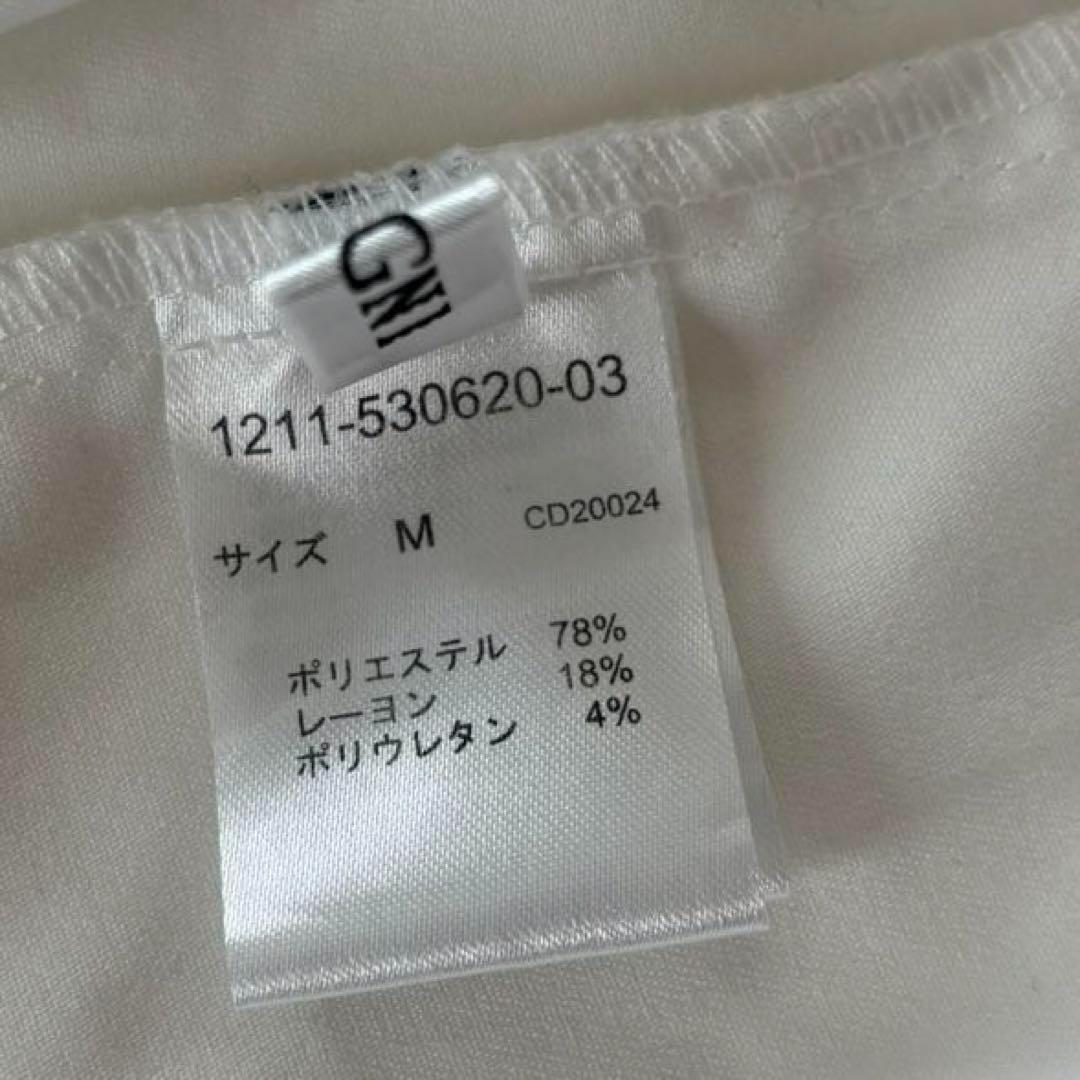 GNI
1211-530620-03
サイズ M CD20024
ポリエステル 78%
レーヨン 18%
ポリウレタン 4%